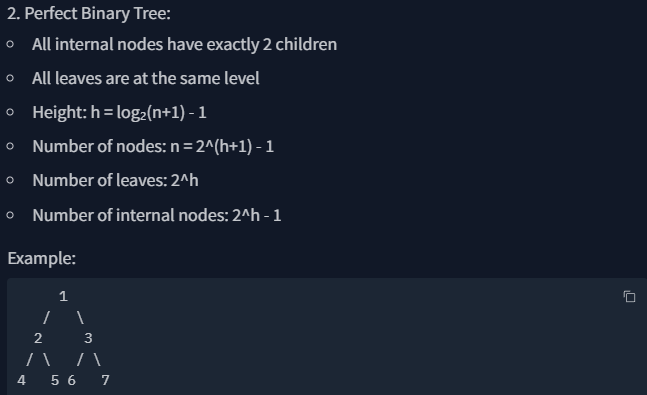 2. Perfect Binary Tree:
○ All internal nodes have exactly 2 children
○ All leaves are at the same level
○ Height: h = log₂(n+1) - 1
○ Number of nodes: n = 2^(h+1) - 1
○ Number of leaves: 2^h
○ Number of internal nodes: 2^h - 1
Example:
      1
    /   \
   2     3
  / \   / \
 4   5 6   7